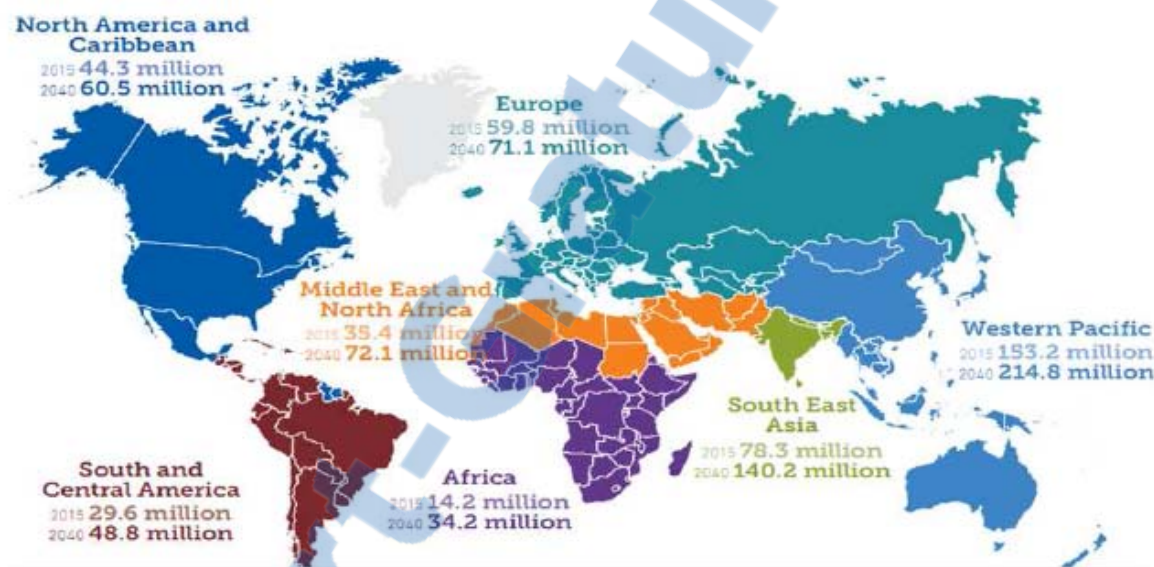 North America and
Caribbean
2015 44.3 million
2040 60.5 million
Europe
2015 59.8 million
2040 71.1 million
Middle East and
North Africa
2015 35.4 million
2040 72.1 million
Western Pacific
2015 153.2 million
2040 214.8 million
South East
Asia
2015 78.3 million
2040 140.2 million
South and
Central America
2015 29.6 million
2040 48.8 million
Africa
2015 14.2 million
2040 34.2 million